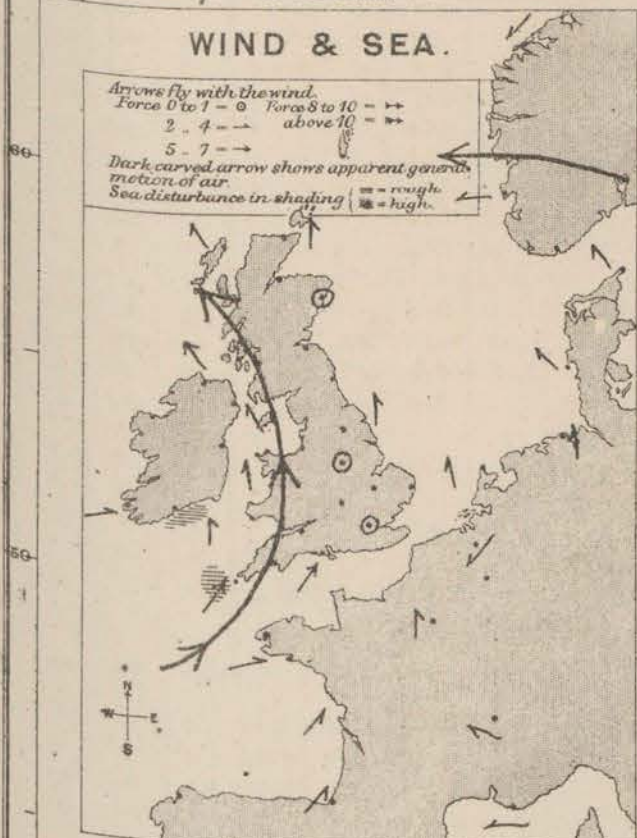 WIND & SEA.
Arrows fly with the wind.
Force 0 to 1 = Force 8 to 10 =
2 „ 4 = above 10 =
5 „ 7 =
Dark carved arrow shows apparent general
motion of air.
Sea disturbance in shading { = rough.
= high.
60
50
N
W E
S